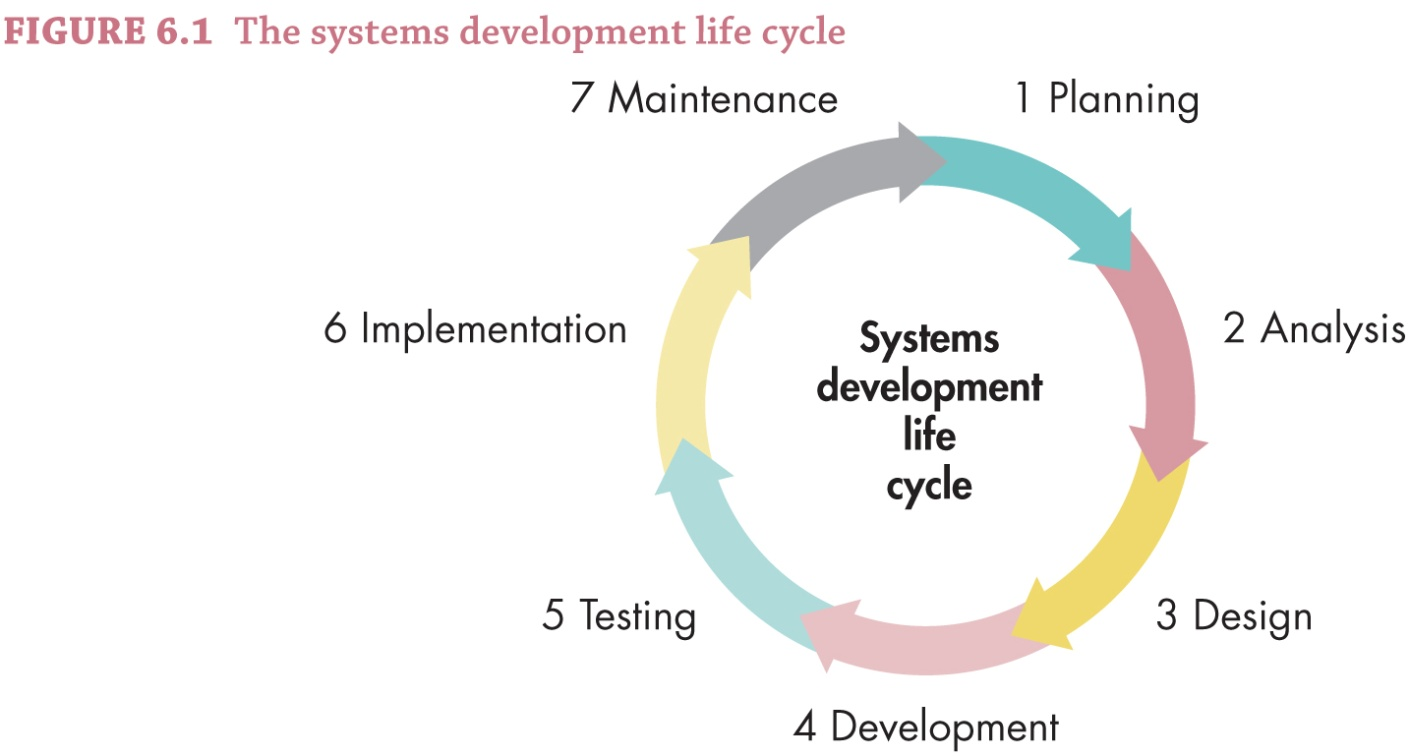 FIGURE 6.1 The systems development life cycle
7 Maintenance
1 Planning
6 Implementation
2 Analysis
Systems
development
life
cycle
5 Testing
3 Design
4 Development